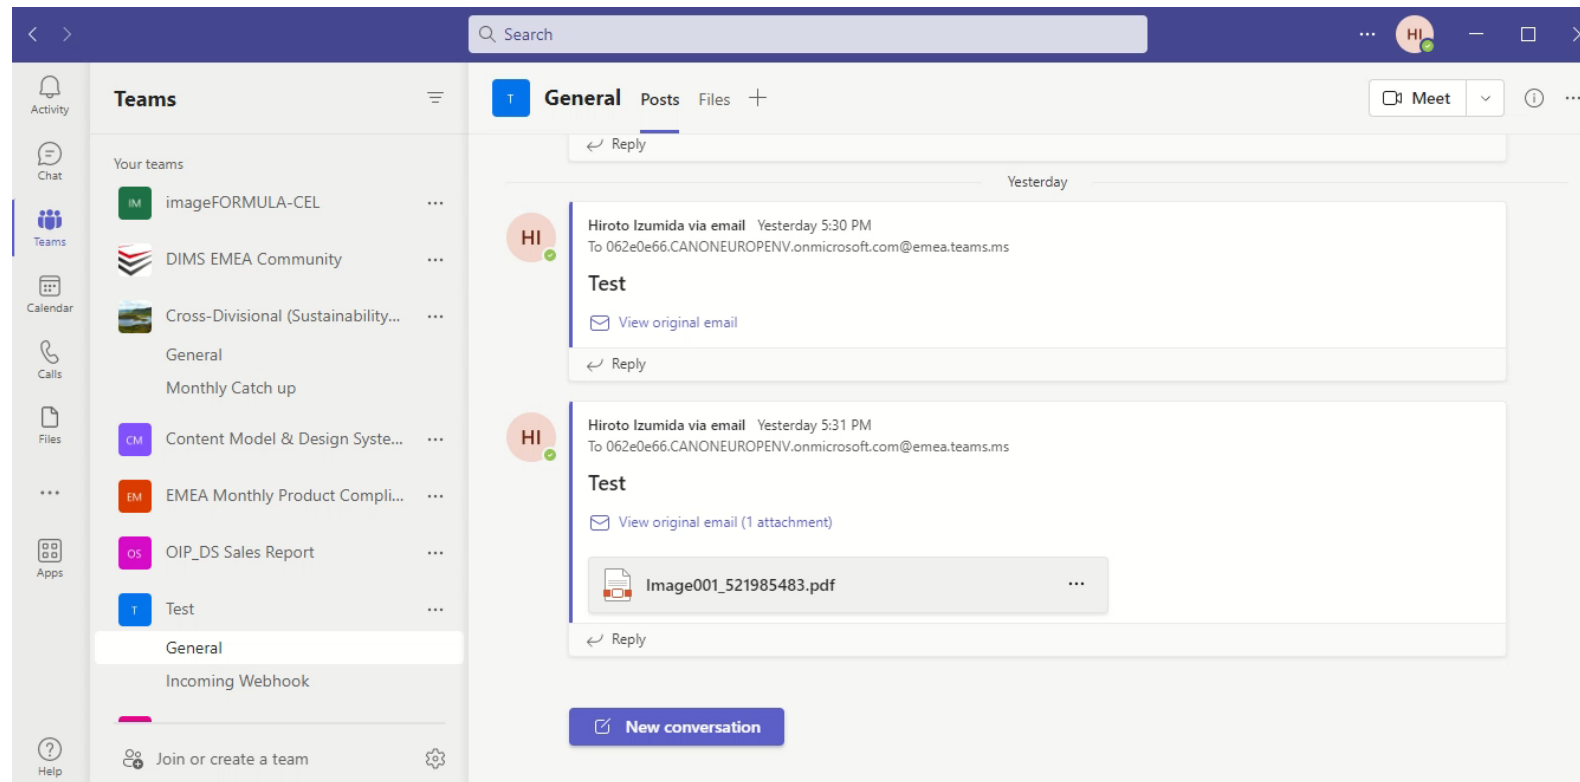 Search
HI
Activity
Chat
Teams
Calendar
Calls
Files
Apps
Help
Teams
Your teams
IM imageFORMULA-CEL
DIMS EMEA Community
Cross-Divisional (Sustainability...
General
Monthly Catch up
CM Content Model & Design Syste...
EM EMEA Monthly Product Compli...
OS OIP_DS Sales Report
T Test
General
Incoming Webhook
Join or create a team
T General Posts Files
Meet
Reply
Yesterday
HI
Hiroto Izumida via email Yesterday 5:30 PM
To 062e0e66.CANONEUROPENV.onmicrosoft.com@emea.teams.ms
Test
View original email
Reply
HI
Hiroto Izumida via email Yesterday 5:31 PM
To 062e0e66.CANONEUROPENV.onmicrosoft.com@emea.teams.ms
Test
View original email (1 attachment)
Image001_521985483.pdf
Reply
New conversation